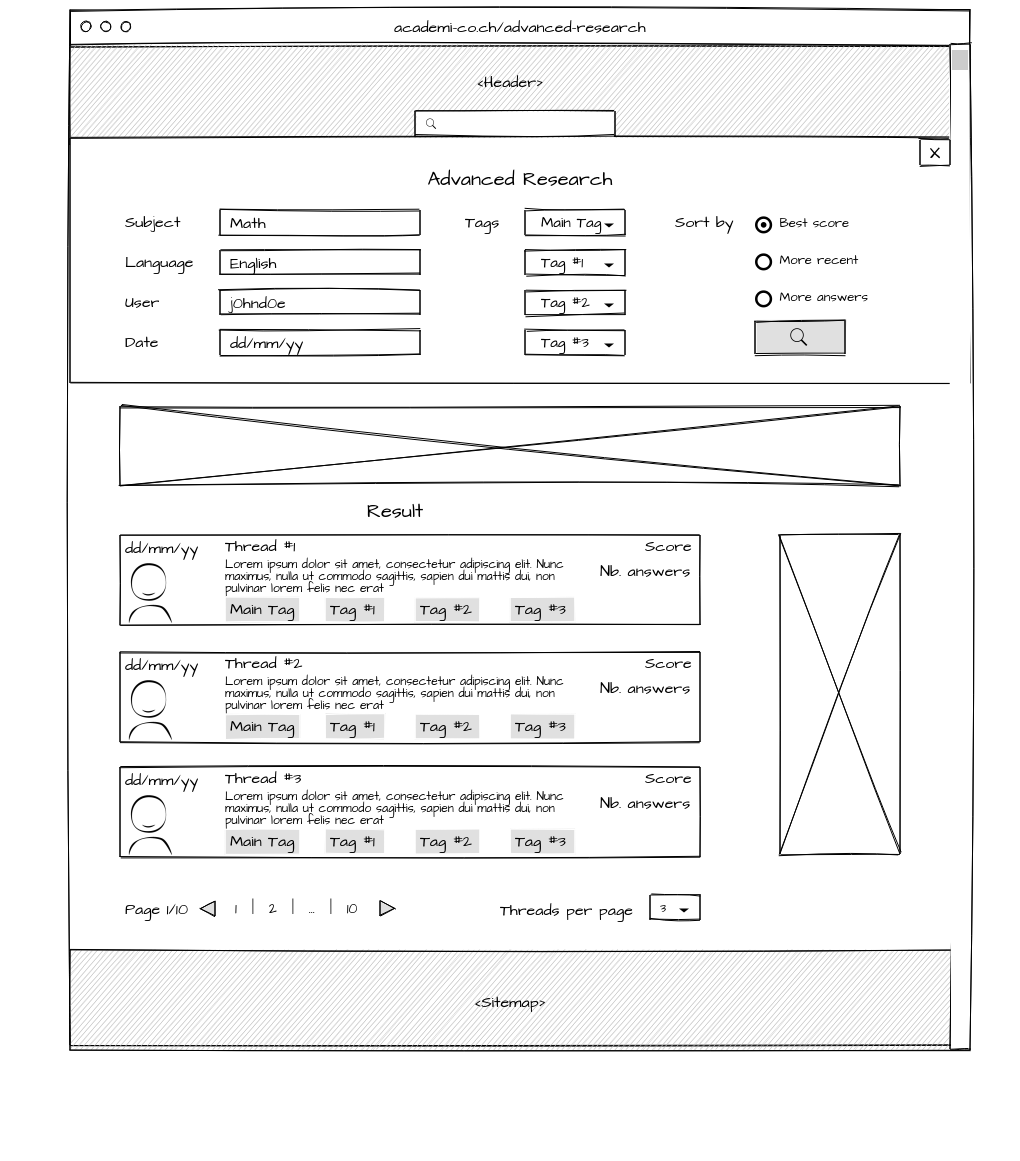 academi-co.ch/advanced-research
<Header>
X
Advanced Research
Subject Math Tags Main Tag Sort by Best score
Language English Tag #1 More recent
User j0hnd0e Tag #2 More answers
Date dd/mm/yy Tag #3
Result
dd/mm/yy Thread #1 Score
Lorem ipsum dolor sit amet, consectetur adipiscing elit. Nunc
maximus, nulla ut commodo sagittis, sapien dui mattis dui, non
pulvinar lorem felis nec erat
Nb. answers
Main Tag Tag #1 Tag #2 Tag #3
dd/mm/yy Thread #2 Score
Lorem ipsum dolor sit amet, consectetur adipiscing elit. Nunc
maximus, nulla ut commodo sagittis, sapien dui mattis dui, non
pulvinar lorem felis nec erat
Nb. answers
Main Tag Tag #1 Tag #2 Tag #3
dd/mm/yy Thread #3 Score
Lorem ipsum dolor sit amet, consectetur adipiscing elit. Nunc
maximus, nulla ut commodo sagittis, sapien dui mattis dui, non
pulvinar lorem felis nec erat
Nb. answers
Main Tag Tag #1 Tag #2 Tag #3
Page 1/10 1 | 2 | ... | 10 Threads per page 3
<Sitemap>